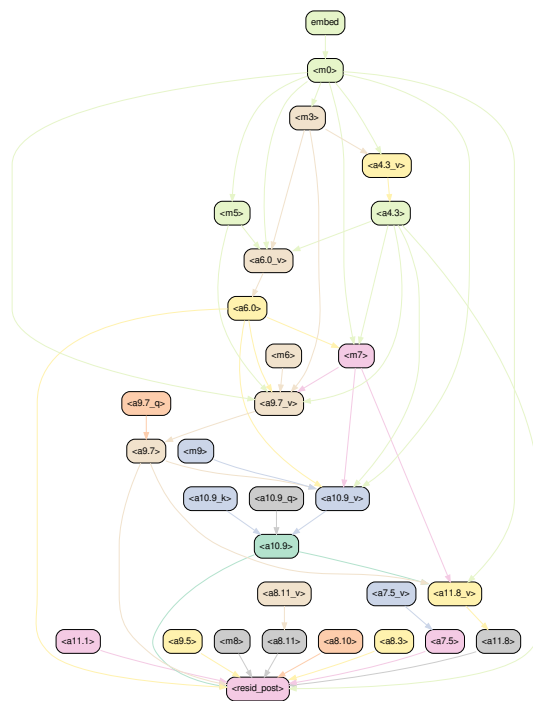 embed
<m0>
<m3>
<a4.3_v>
<m5>
<a4.3>
<a6.0_v>
<a6.0>
<m6>
<m7>
<a9.7_q>
<a9.7_v>
<a9.7>
<m9>
<a10.9_k>
<a10.9_q>
<a10.9_v>
<a10.9>
<a8.11_v>
<a7.5_v>
<a11.8_v>
<a11.1>
<a9.5>
<m8>
<a8.11>
<a8.10>
<a8.3>
<a7.5>
<a11.8>
<resid_post>